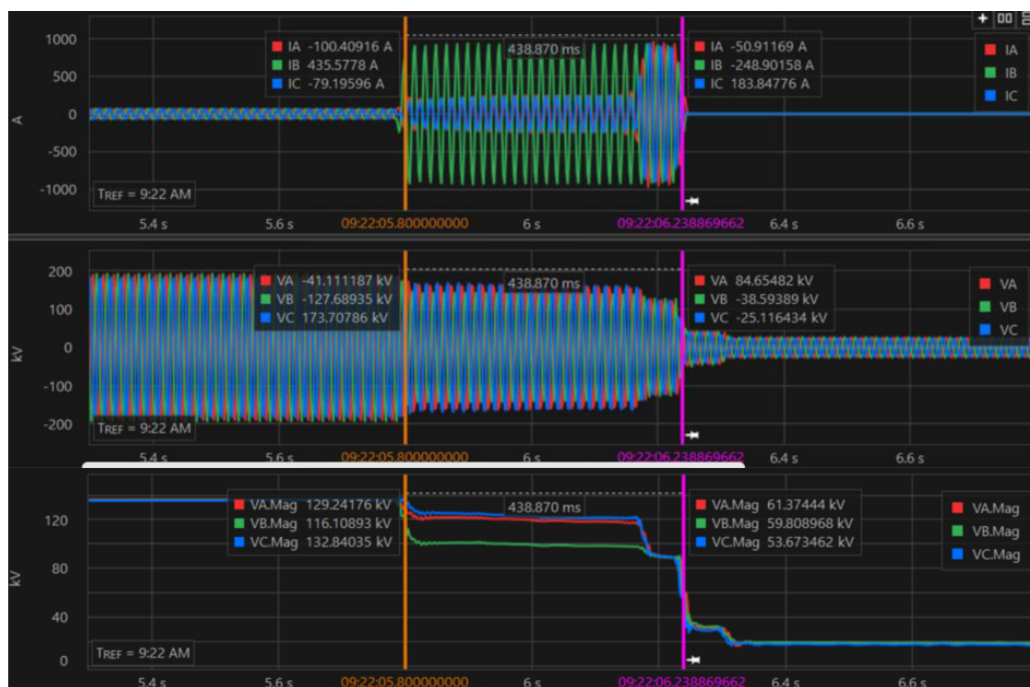 1000
500
0
-500
-1000
A
IA -100.40916 A
IB 435.5778 A
IC -79.19596 A
438.870 ms
IA -50.91169 A
IB -248.90158 A
IC 183.84776 A
IA
IB
IC
TREF = 9:22 AM
5.4 s
5.6 s
09:22:05.800000000
6 s
09:22:06.238869662
6.4 s
6.6 s
200
100
0
-100
-200
kV
VA -41.111187 kV
VB -127.68935 kV
VC 173.70786 kV
438.870 ms
VA 84.65482 kV
VB -38.59389 kV
VC -25.116434 kV
VA
VB
VC
TREF = 9:22 AM
5.4 s
5.6 s
09:22:05.800000000
6 s
09:22:06.238869662
6.4 s
6.6 s
120
80
40
0
kV
VA.Mag 129.24176 kV
VB.Mag 116.10893 kV
VC.Mag 132.84035 kV
438.870 ms
VA.Mag 61.37444 kV
VB.Mag 59.808968 kV
VC.Mag 53.673462 kV
VA.Mag
VB.Mag
VC.Mag
TREF = 9:22 AM
5.4 s
5.6 s
09:22:05.800000000
6 s
09:22:06.238869662
6.4 s
6.6 s